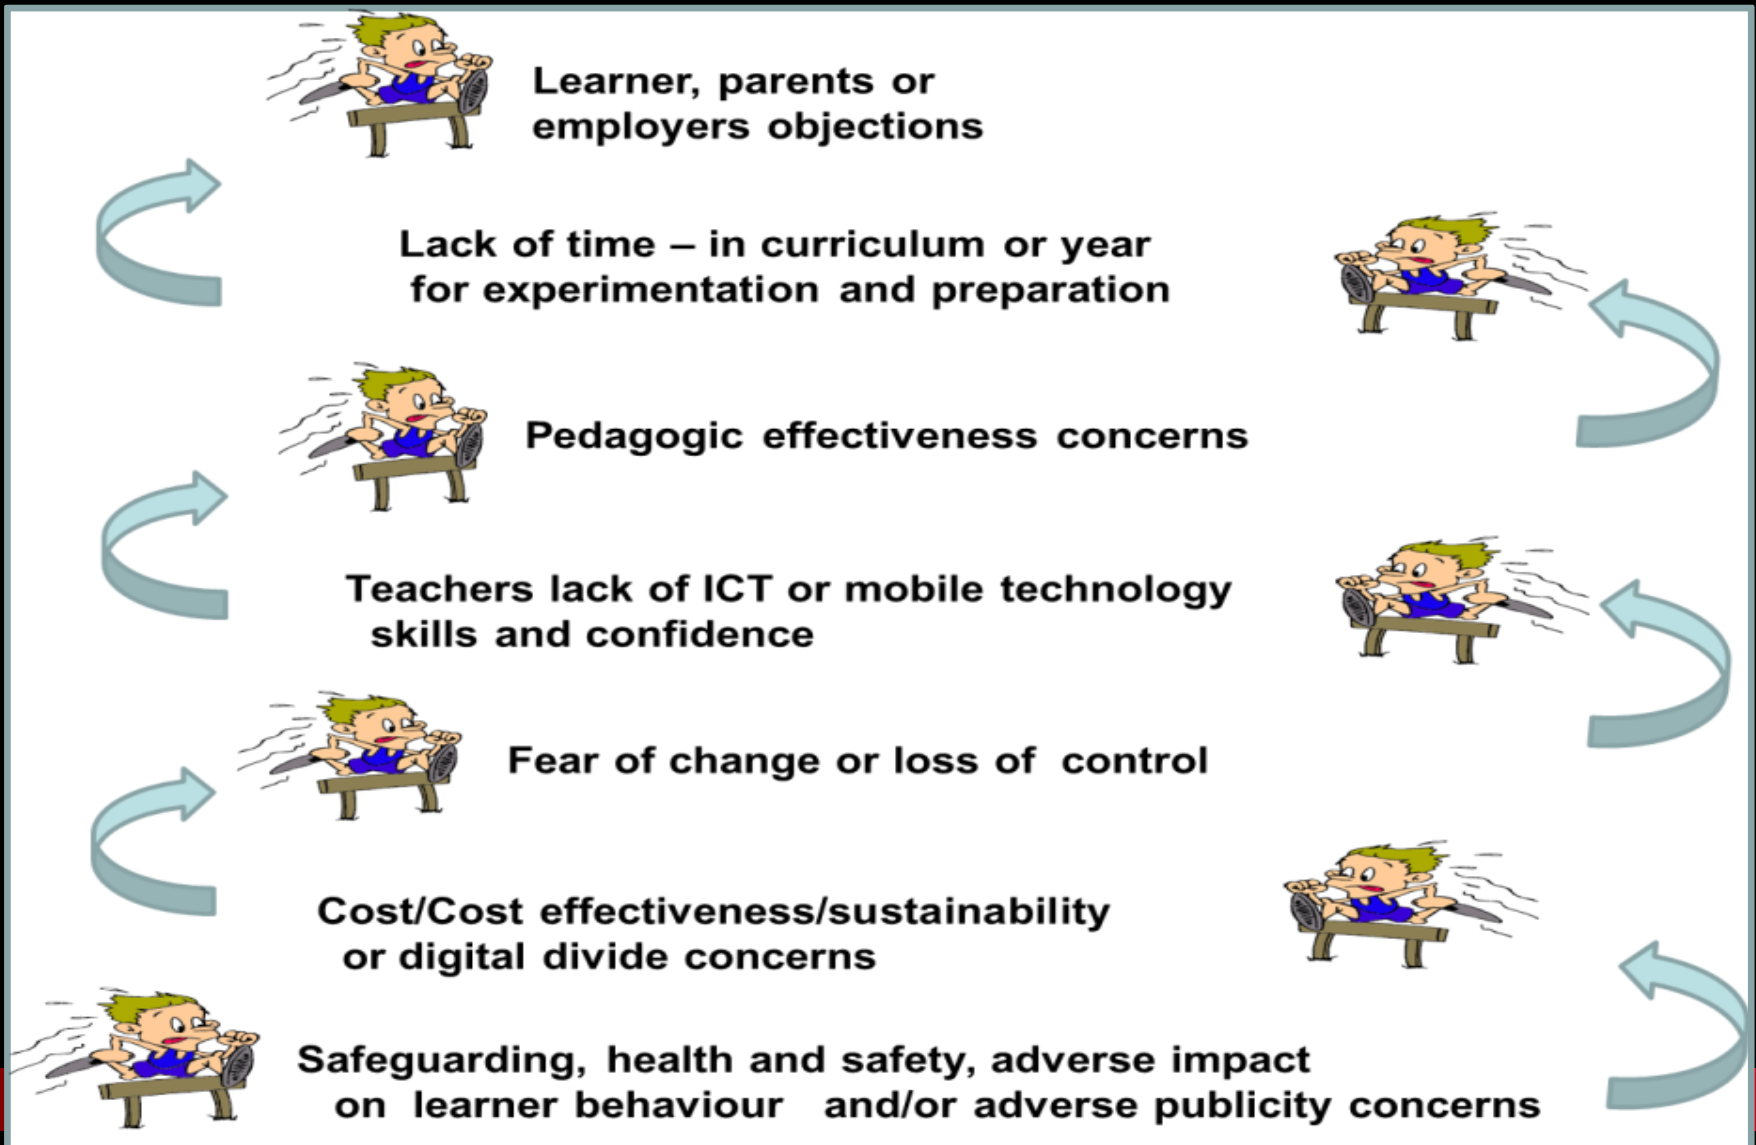 Learner, parents or
employers objections
Lack of time – in curriculum or year
for experimentation and preparation
Pedagogic effectiveness concerns
Teachers lack of ICT or mobile technology
skills and confidence
Fear of change or loss of control
Cost/Cost effectiveness/sustainability
or digital divide concerns
Safeguarding, health and safety, adverse impact
on learner behaviour and/or adverse publicity concerns